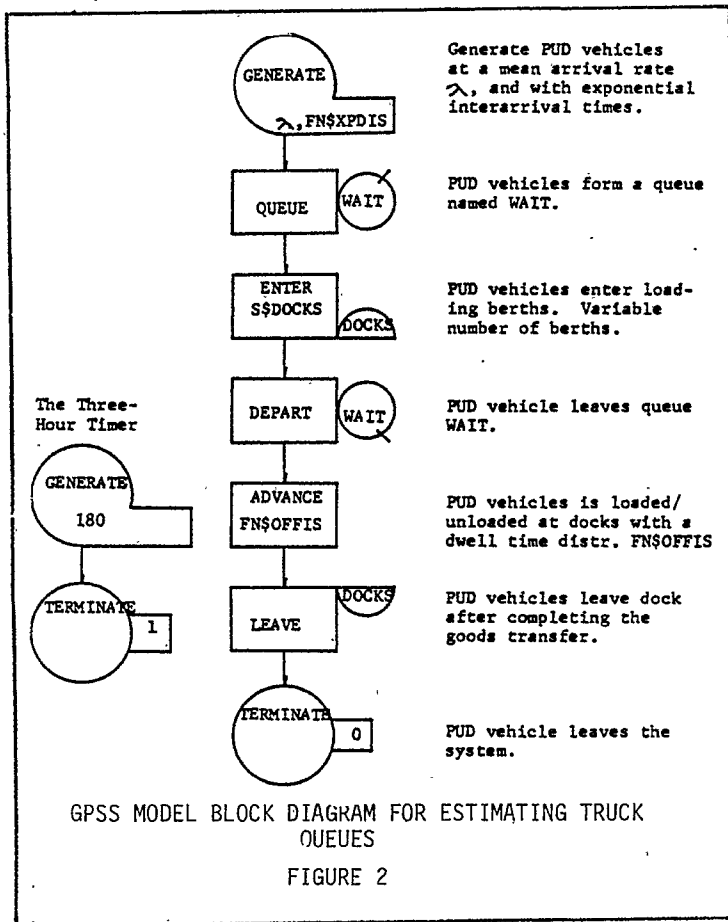 GENERATE
λ, FN$XPDIS
Generate PUD vehicles
at a mean arrival rate
λ, and with exponential
interarrival times.
QUEUE
WAIT
PUD vehicles form a queue
named WAIT.
ENTER
S$DOCKS
DOCKS
PUD vehicles enter load-
ing berths. Variable
number of berths.
DEPART
WAIT
PUD vehicle leaves queue
WAIT.
The Three-
Hour Timer
GENERATE
180
ADVANCE
FN$OFFIS
PUD vehicles is loaded/
unloaded at docks with a
dwell time distr. FN$OFFIS
TERMINATE
1
LEAVE
DOCKS
PUD vehicles leave dock
after completing the
goods transfer.
TERMINATE
0
PUD vehicle leaves the
system.
GPSS MODEL BLOCK DIAGRAM FOR ESTIMATING TRUCK
QUEUES
FIGURE 2